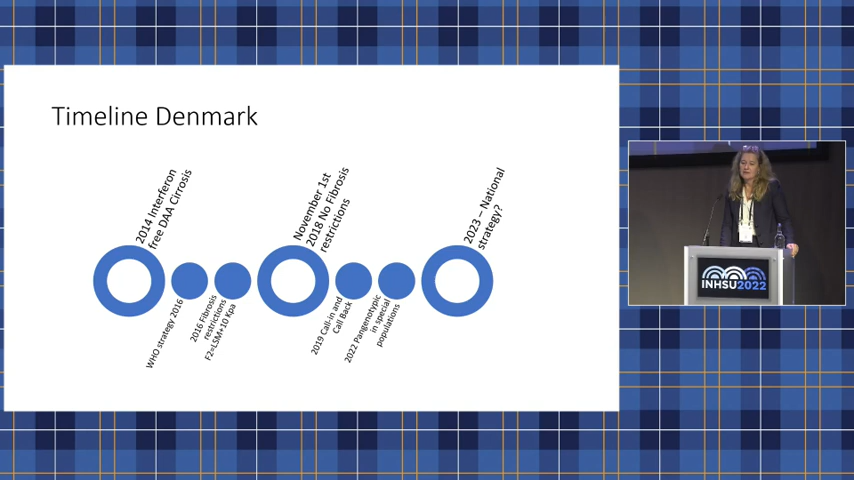 Timeline Denmark
2014 Interferon
free DAA Cirrosis
WHO strategy 2016
2016 Fibrosis
restrictions
F2=LSM+10 Kpa
November 1st
2018 No Fibrosis
restrictions
2019 Call-in and
Call Back
2022 Pangenotypic
in special
populations
2023 – National
strategy?
INHSU2022